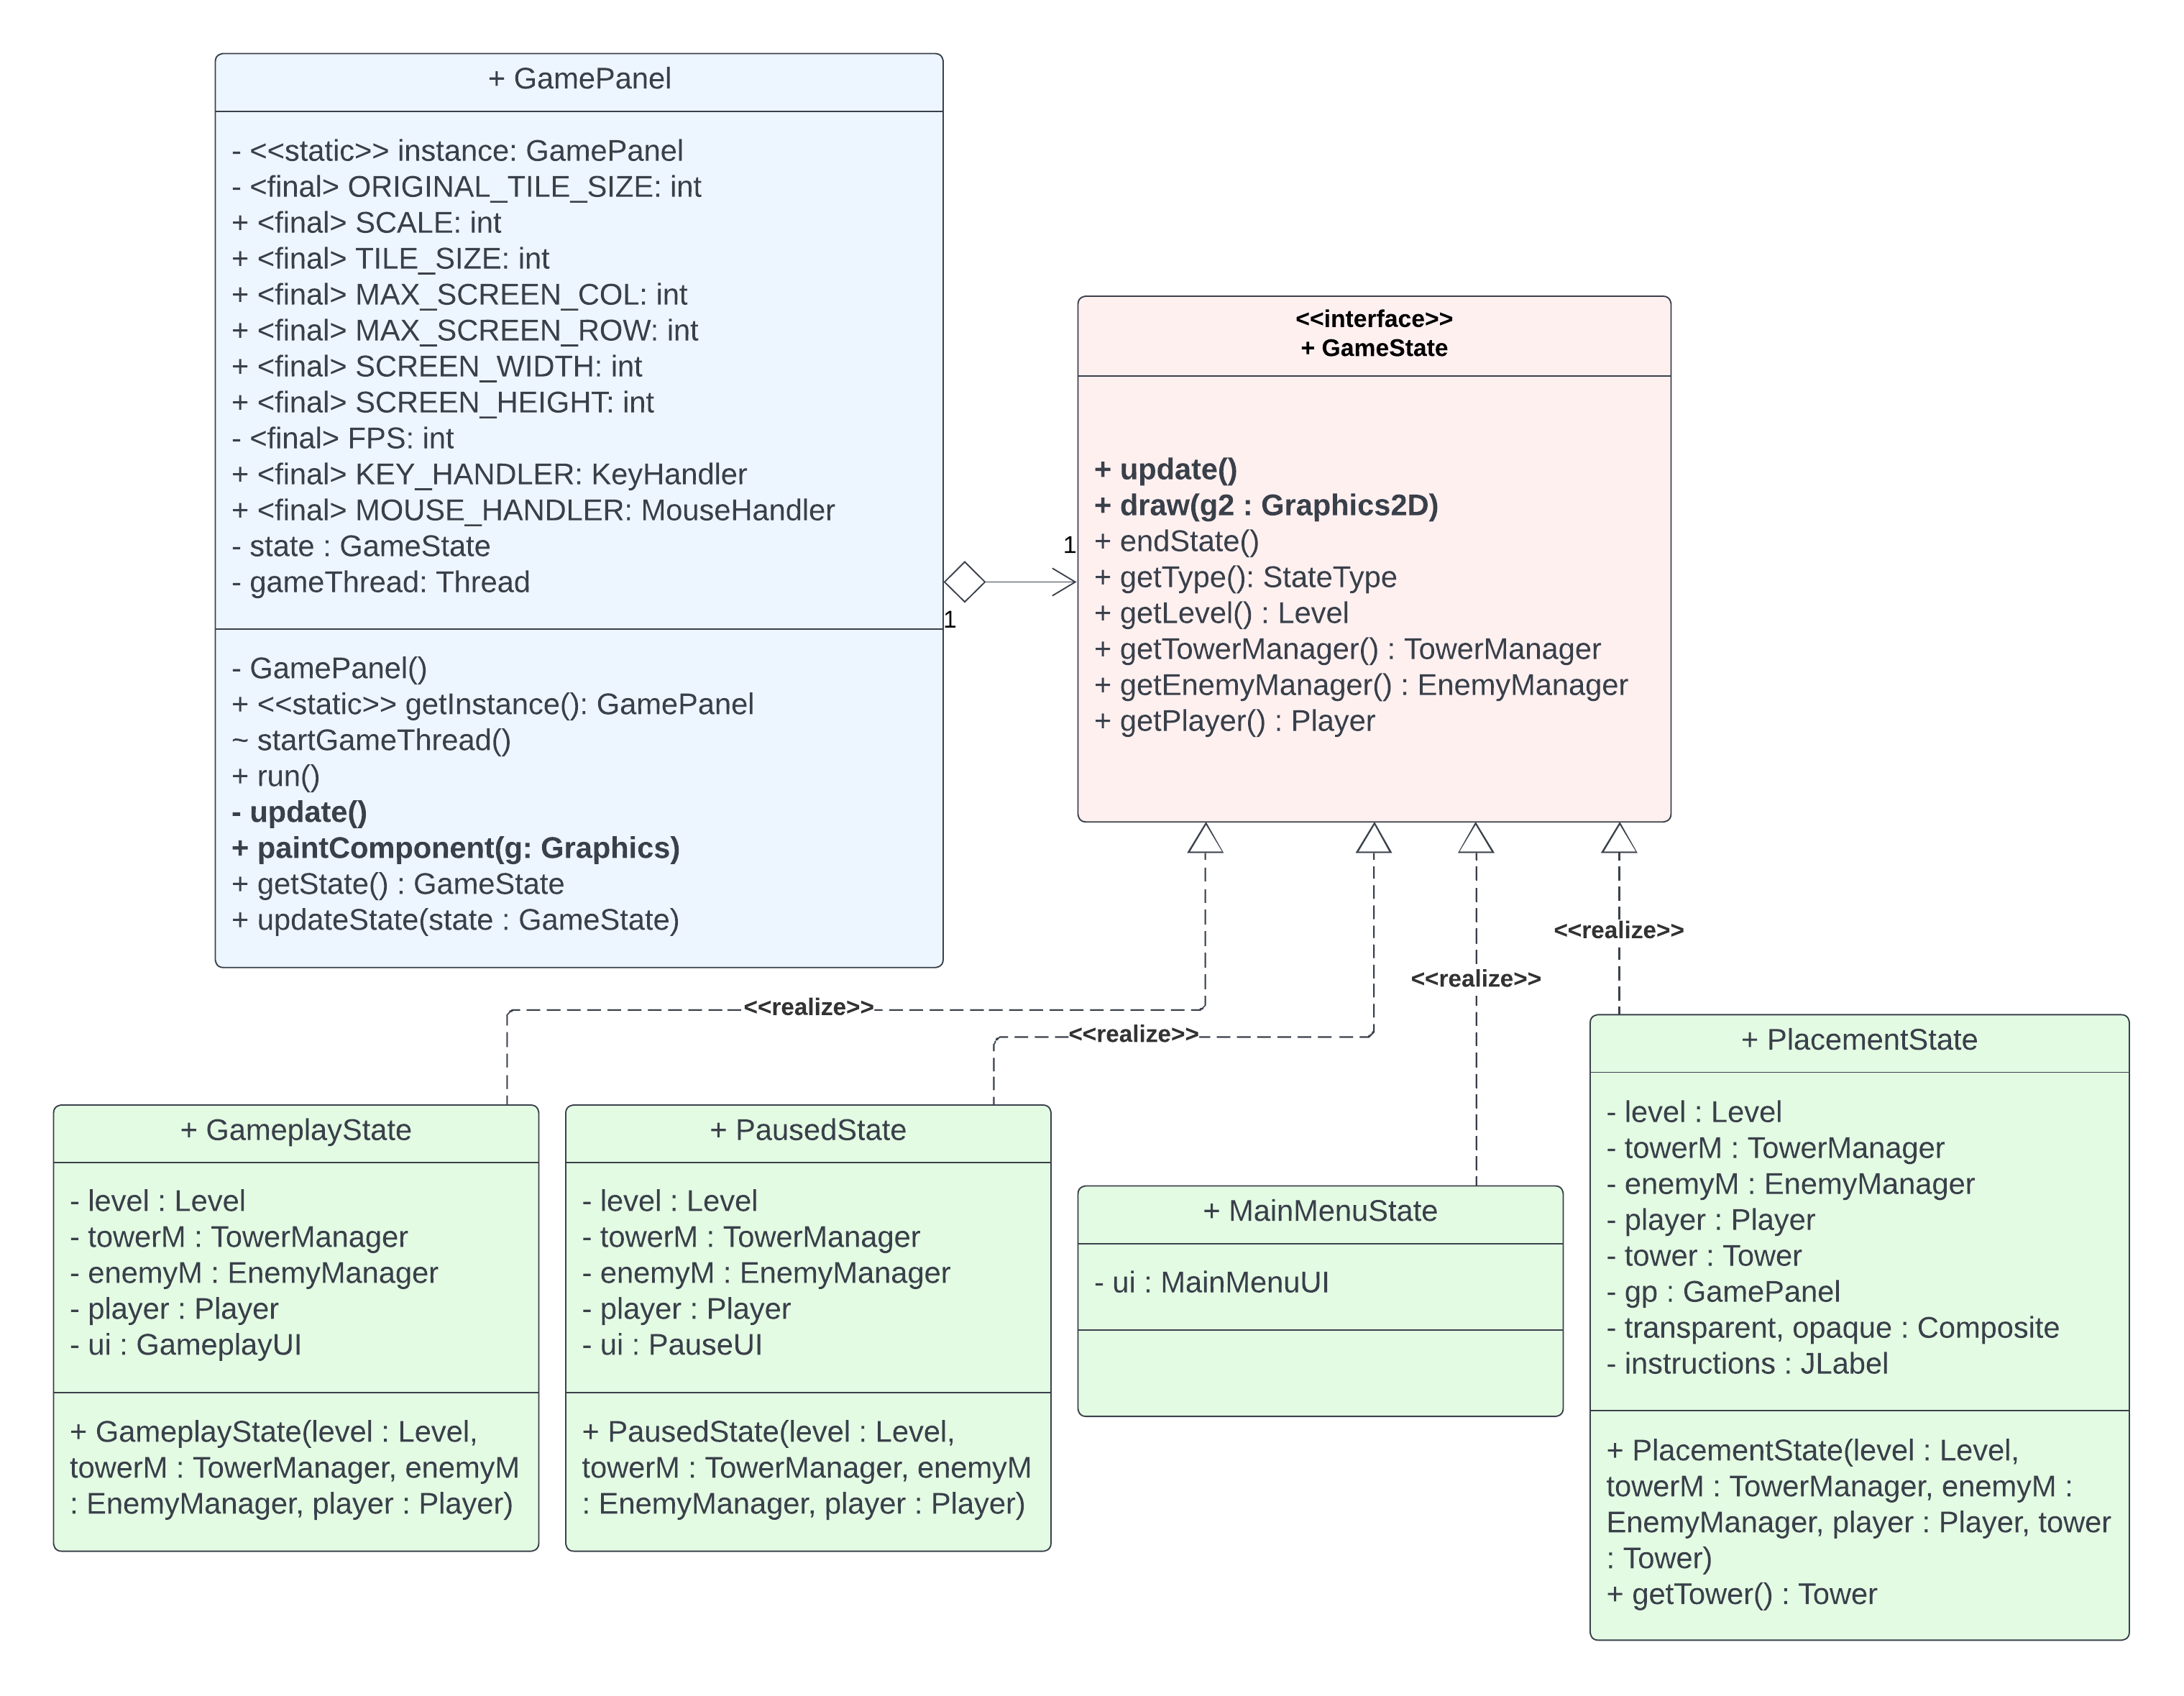 + GamePanel
- <<static>> instance: GamePanel
- <final> ORIGINAL_TILE_SIZE: int
+ <final> SCALE: int
+ <final> TILE_SIZE: int
+ <final> MAX_SCREEN_COL: int
+ <final> MAX_SCREEN_ROW: int
+ <final> SCREEN_WIDTH: int
+ <final> SCREEN_HEIGHT: int
- <final> FPS: int
+ <final> KEY_HANDLER: KeyHandler
+ <final> MOUSE_HANDLER: MouseHandler
- state : GameState
- gameThread: Thread
- GamePanel()
+ <<static>> getInstance(): GamePanel
~ startGameThread()
+ run()
- update()
+ paintComponent(g: Graphics)
+ getState() : GameState
+ updateState(state : GameState)
1
1
<<interface>>
+ GameState
+ update()
+ draw(g2 : Graphics2D)
+ endState()
+ getType(): StateType
+ getLevel() : Level
+ getTowerManager() : TowerManager
+ getEnemyManager() : EnemyManager
+ getPlayer() : Player
<<realize>>
<<realize>>
<<realize>>
<<realize>>
+ GameplayState
- level : Level
- towerM : TowerManager
- enemyM : EnemyManager
- player : Player
- ui : GameplayUI
+ GameplayState(level : Level,
towerM : TowerManager, enemyM
: EnemyManager, player : Player)
+ PausedState
- level : Level
- towerM : TowerManager
- enemyM : EnemyManager
- player : Player
- ui : PauseUI
+ PausedState(level : Level,
towerM : TowerManager, enemyM
: EnemyManager, player : Player)
+ MainMenuState
- ui : MainMenuUI
+ PlacementState
- level : Level
- towerM : TowerManager
- enemyM : EnemyManager
- player : Player
- tower : Tower
- gp : GamePanel
- transparent, opaque : Composite
- instructions : JLabel
+ PlacementState(level : Level,
towerM : TowerManager, enemyM :
EnemyManager, player : Player, tower
: Tower)
+ getTower() : Tower